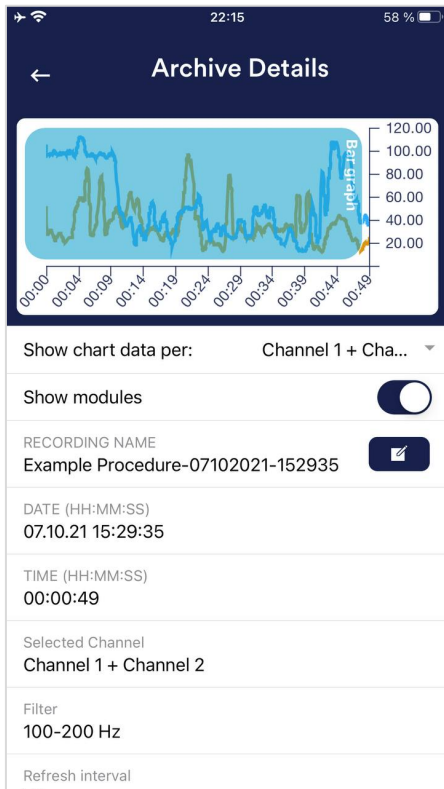 22:15
58 %
Archive Details
120.00
100.00
80.00
60.00
40.00
20.00
Bar graph
00:00
00:04
00:09
00:14
00:19
00:24
00:29
00:34
00:39
00:44
00:49
Show chart data per: Channel 1 + Cha...
Show modules
RECORDING NAME
Example Procedure-07102021-152935
DATE (HH:MM:SS)
07.10.21 15:29:35
TIME (HH:MM:SS)
00:00:49
Selected Channel
Channel 1 + Channel 2
Filter
100-200 Hz
Refresh interval